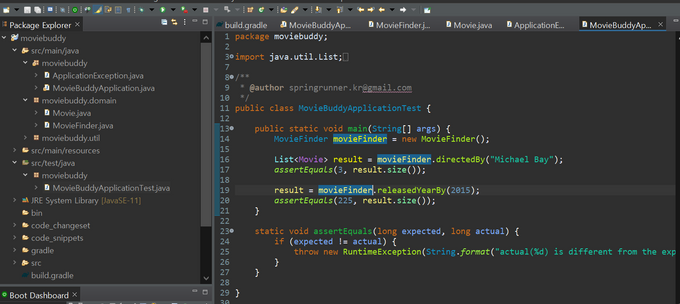 Package Explorer
moviebuddy
src/main/java
moviebuddy
ApplicationException.java
MovieBuddyApplication.java
moviebuddy.domain
Movie.java
MovieFinder.java
moviebuddy.util
src/main/resources
src/test/java
moviebuddy
MovieBuddyApplicationTest.java
JRE System Library [JavaSE-11]
bin
code_changeset
code_snippets
gradle
src
build.gradle
Boot Dashboard
build.gradle
MovieBuddyAp...
MovieFinder.j...
Movie.java
ApplicationE...
MovieBuddyAp...
1 package moviebuddy;
2
3 import java.util.List;
7
8 /**
9 * @author springrunner.kr@gmail.com
10 */
11 public class MovieBuddyApplicationTest {
12
13 public static void main(String[] args) {
14 MovieFinder movieFinder = new MovieFinder();
15
16 List<Movie> result = movieFinder.directedBy("Michael Bay");
17 assertEquals(3, result.size());
18
19 result = movieFinder.releasedYearBy(2015);
20 assertEquals(225, result.size());
21 }
22
23 static void assertEquals(long expected, long actual) {
24 if (expected != actual) {
25 throw new RuntimeException(String.format("actual(%d) is different from the exp
26 }
27 }
28
29 }
30